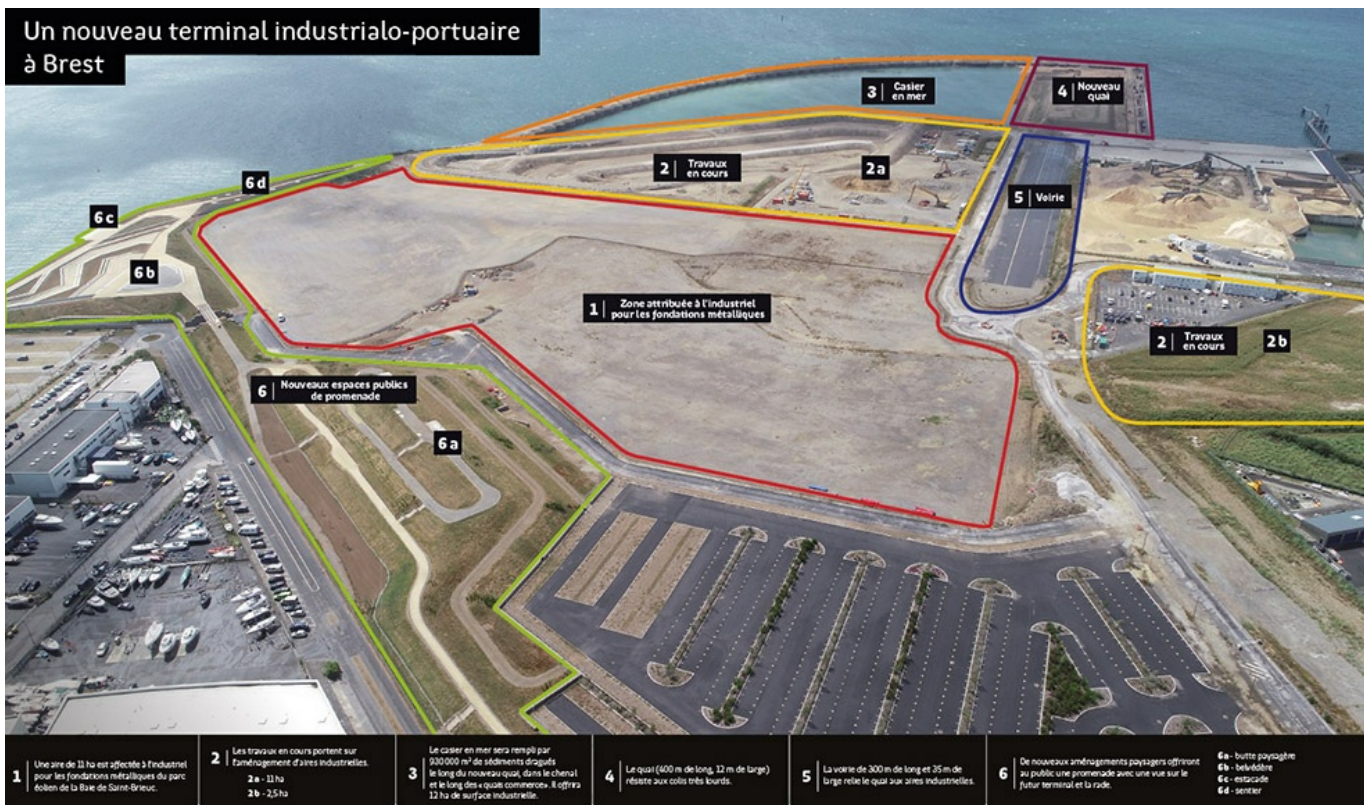 Un nouveau terminal industrialo-portuaire
à Brest
3 Casier
en mer
4 Nouveau
quai
2 Travaux
en cours
2a
6d
6c
5 Voirie
6b
1 Zone attribuée à l'industriel
pour les fondations métalliques
2 Travaux
en cours
2b
6 Nouveaux espaces publics
de promenade
6a
1 Une aire de 11 ha est affectée à l'industriel
pour les fondations métalliques du parc
éolien de la Baie de Saint-Brieuc.
2 Les travaux en cours portent sur
l'aménagement d'aires industrielles.
2a - 11 ha
2b - 2,5 ha
3 Le casier en mer sera rempli par
930 000 m³ de sédiments dragués
le long du nouveau quai, dans le chenal
et le long des « quais commerce ». Il offrira
12 ha de surface industrielle.
4 Le quai (400 m de long, 12 m de large)
résiste aux colis très lourds.
5 La voirie de 300 m de long et 35 m de
large relie le quai aux aires industrielles.
6 De nouveaux aménagements paysagers offriront
au public une promenade avec une vue sur le
futur terminal et la rade.
6a - butte paysagère
6b - belvédère
6c - estacade
6d - sentier